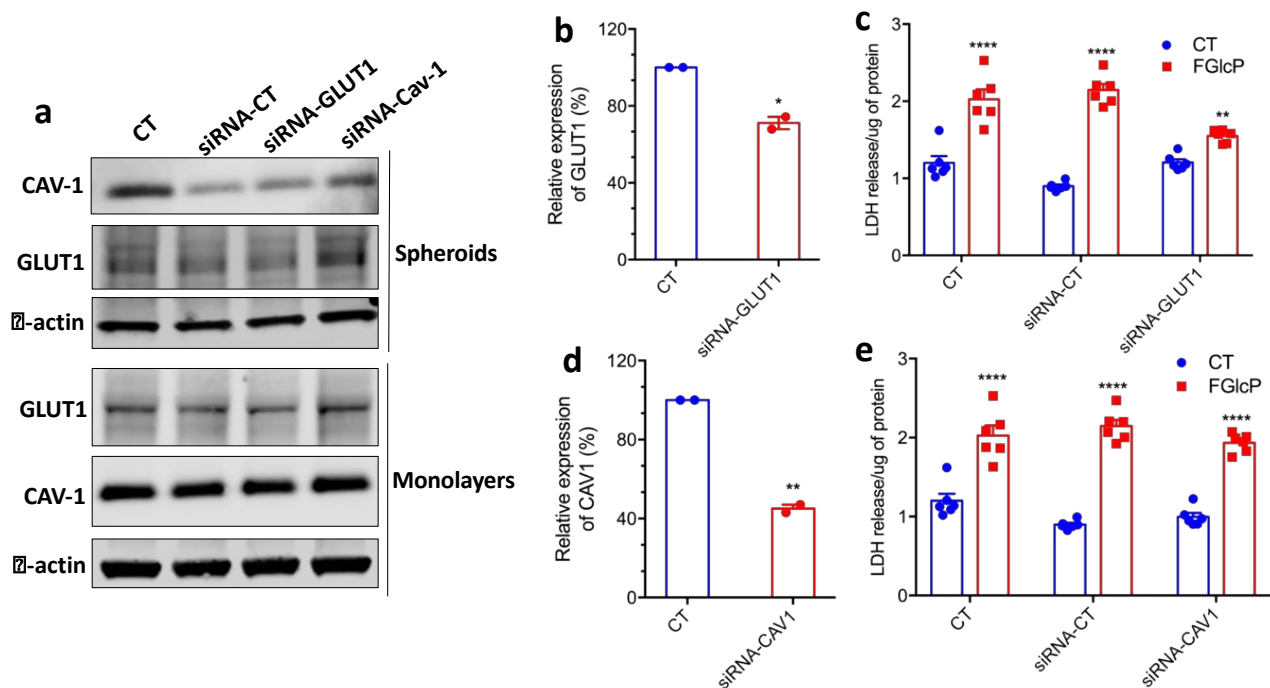 a
CT
siRNA-CT
siRNA-GLUT1
siRNA-Cav-1
CAV-1
GLUT1
-actin
Spheroids
GLUT1
CAV-1
-actin
Monolayers
b
Relative expression
of GLUT1 (%)
120
80
40
0
CT
siRNA-GLUT1
*
c
LDH release/ug of protein
3
2
1
0
****
****
**
CT
FGlcP
CT
siRNA-CT
siRNA-GLUT1
d
Relative expression
of CAV1 (%)
120
80
40
0
**
CT
siRNA-CAV1
e
LDH release/ug of protein
3
2
1
0
****
****
****
CT
FGlcP
CT
siRNA-CT
siRNA-CAV1